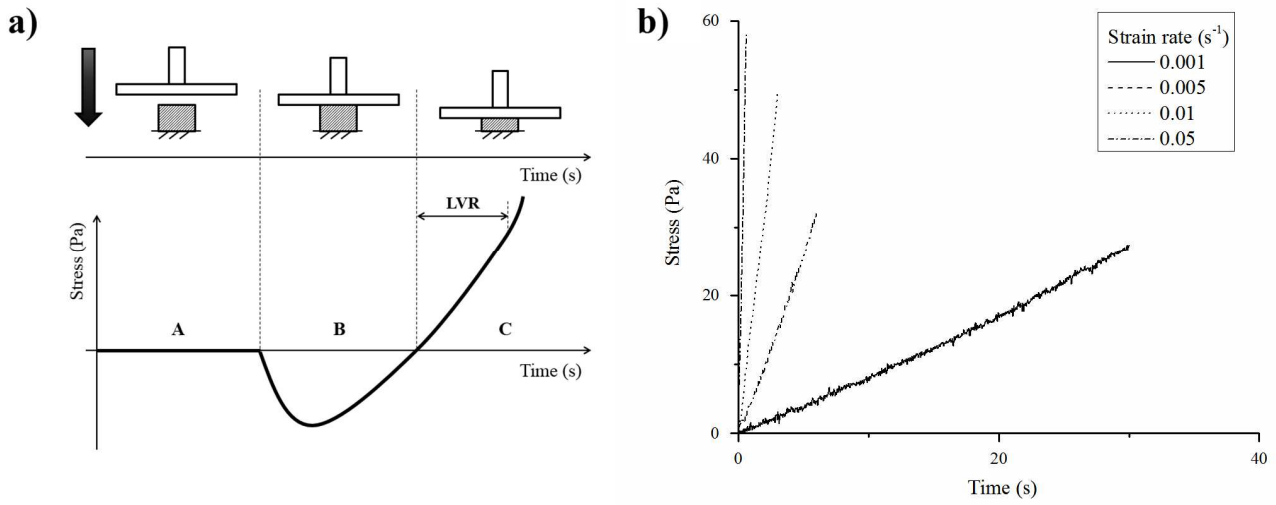 a)
Time (s)
LVR
Stress (Pa)
A
B
C
Time (s)
b)
60
40
20
0
Stress (Pa)
Strain rate (s⁻¹)
0.001
0.005
0.01
0.05
0
20
40
Time (s)